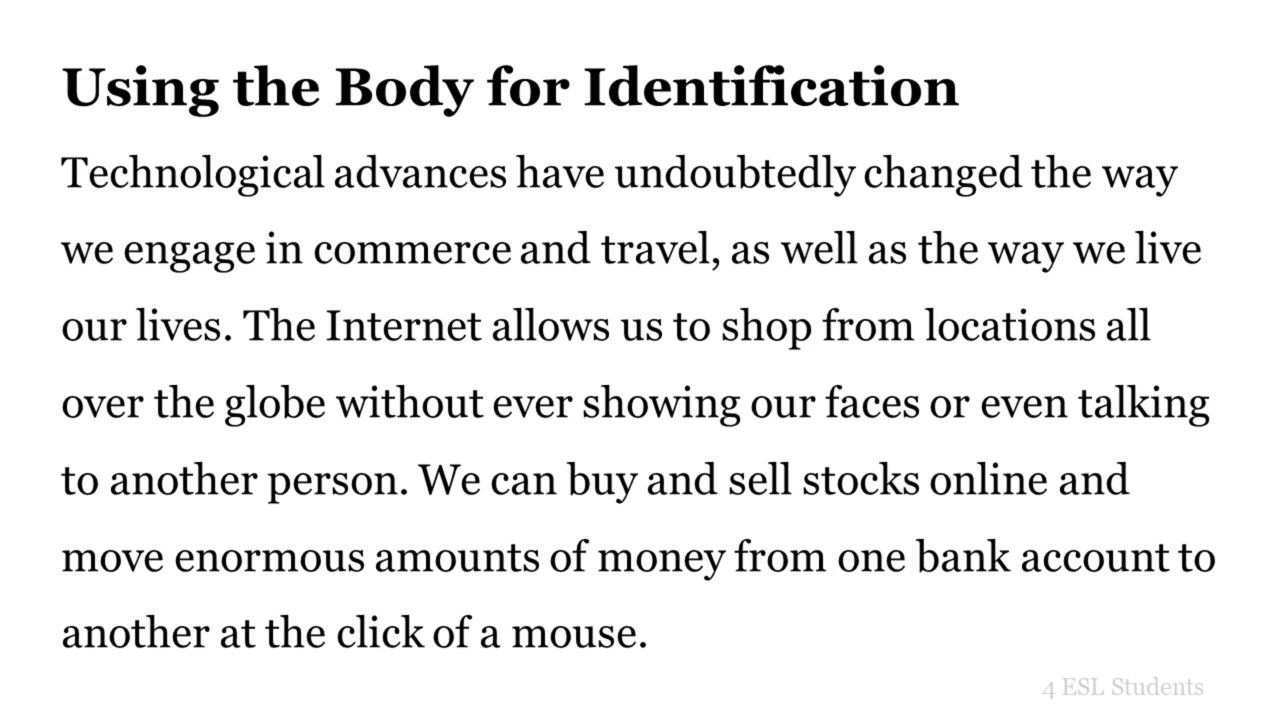 Using the Body for Identification
Technological advances have undoubtedly changed the way
we engage in commerce and travel, as well as the way we live
our lives. The Internet allows us to shop from locations all
over the globe without ever showing our faces or even talking
to another person. We can buy and sell stocks online and
move enormous amounts of money from one bank account to
another at the click of a mouse.
4 ESL Students